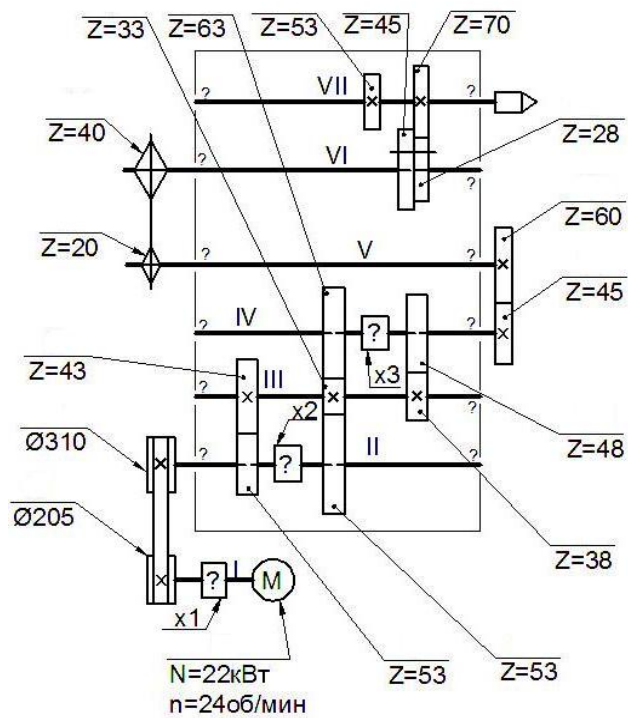 Z=33 Z=63 Z=45 Z=70
Z=53
? VII ?
Z=40
? VI ?
Z=28
Z=60
Z=20
? V ?
Z=45
? IV ? ?
x3
Z=43
? III ?
x2
Ø310
? ? II ?
Z=48
Ø205
Z=38
? I M
x1
N=22кВт
n=24об/мин
Z=53 Z=53